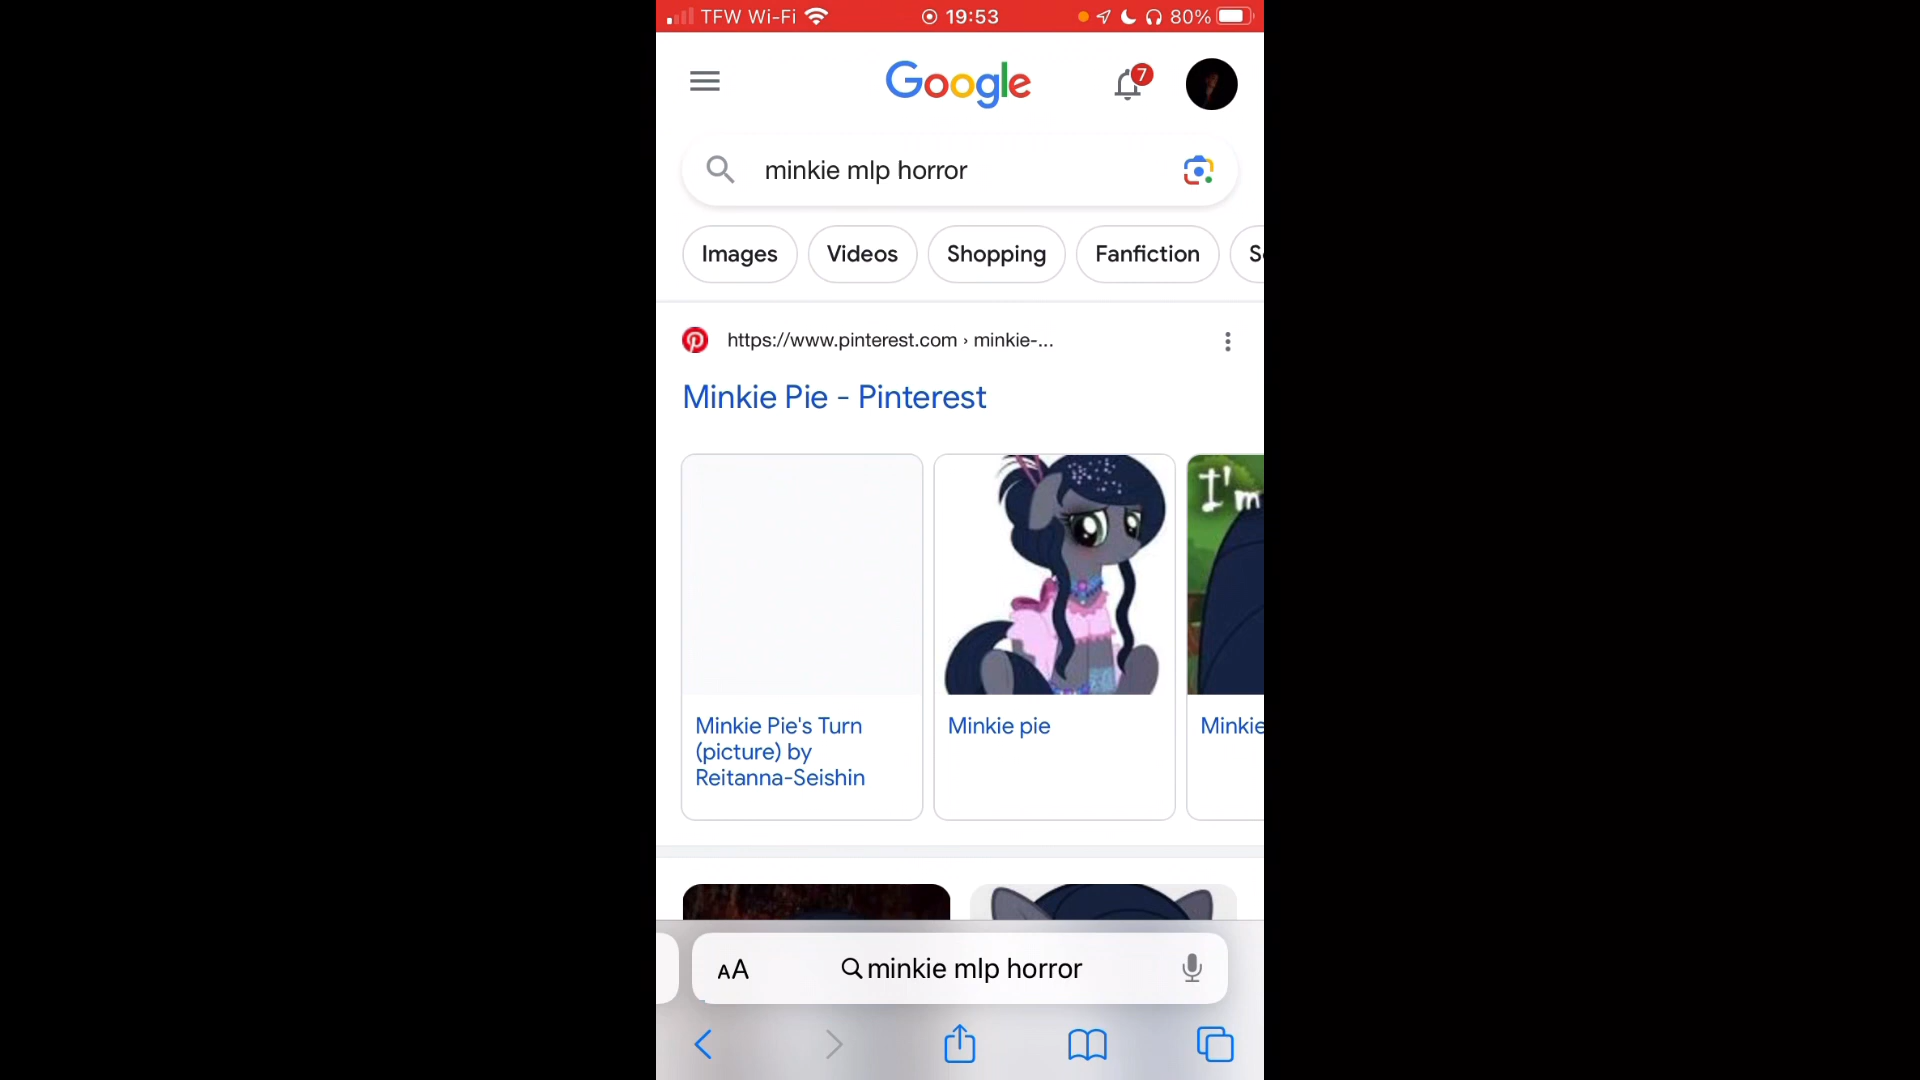 TFW Wi-Fi 19:53 80%
Google 7
minkie mlp horror
Images Videos Shopping Fanfiction
https://www.pinterest.com › minkie-...
Minkie Pie - Pinterest
I'm
Minkie Pie's Turn
(picture) by
Reitanna-Seishin
Minkie pie
Minkie
AA minkie mlp horror